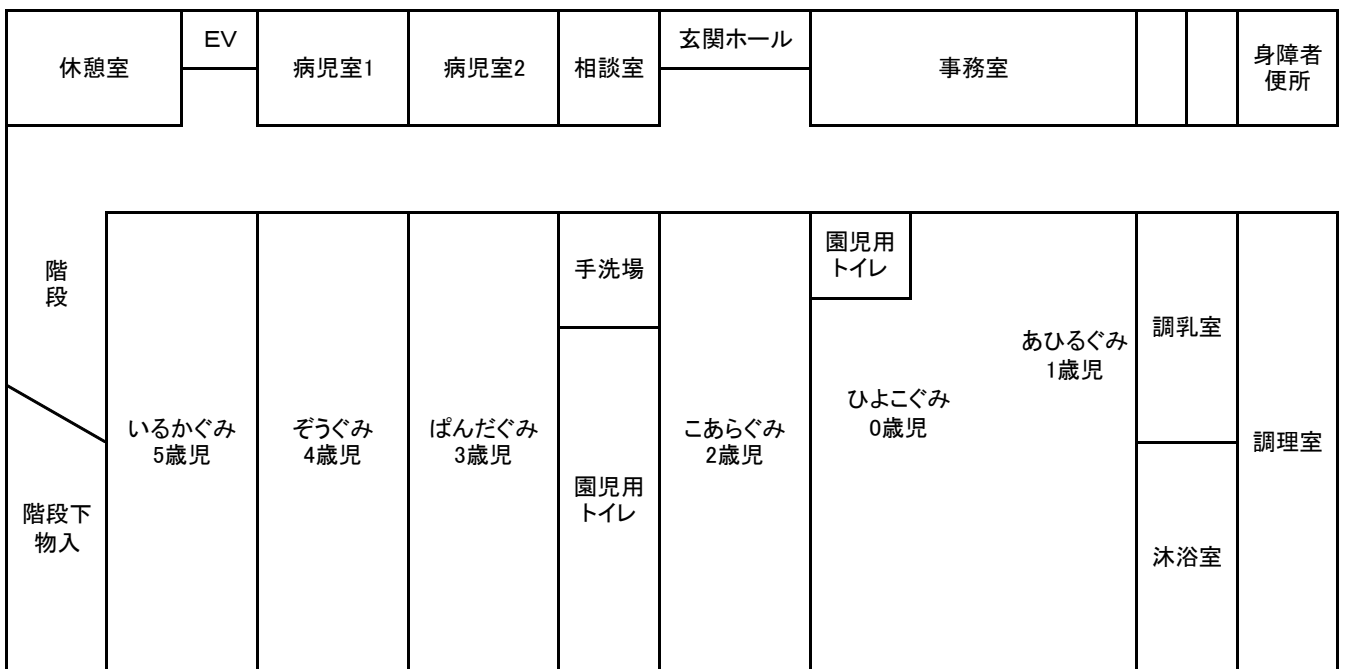 休憩室
ＥＶ
病児室1
病児室2
相談室
玄関ホール
事務室
身障者
便所
階
段
階段下
物入
いるかぐみ
5歳児
ぞうぐみ
4歳児
ぱんだぐみ
3歳児
手洗場
園児用
トイレ
こあらぐみ
2歳児
園児用
トイレ
ひよこぐみ
0歳児
あひるぐみ
1歳児
調乳室
沐浴室
調理室